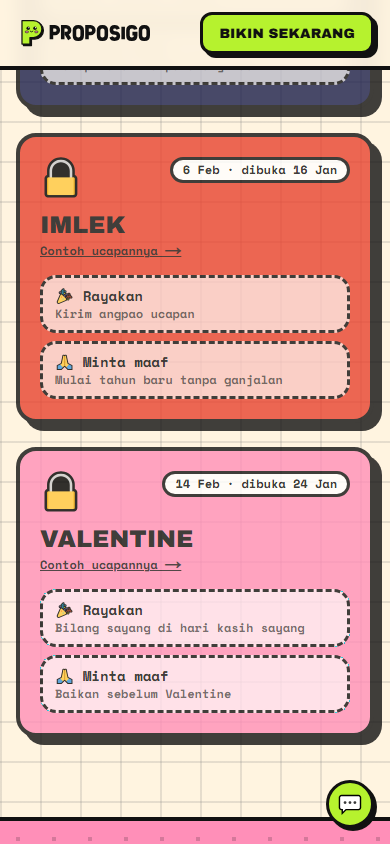 PROPOSIGO
BIKIN SEKARANG
6 Feb · dibuka 16 Jan
IMLEK
Contoh ucapannya →
Rayakan
Kirim angpao ucapan
Minta maaf
Mulai tahun baru tanpa ganjalan
14 Feb · dibuka 24 Jan
VALENTINE
Contoh ucapannya →
Rayakan
Bilang sayang di hari kasih sayang
Minta maaf
Baikan sebelum Valentine